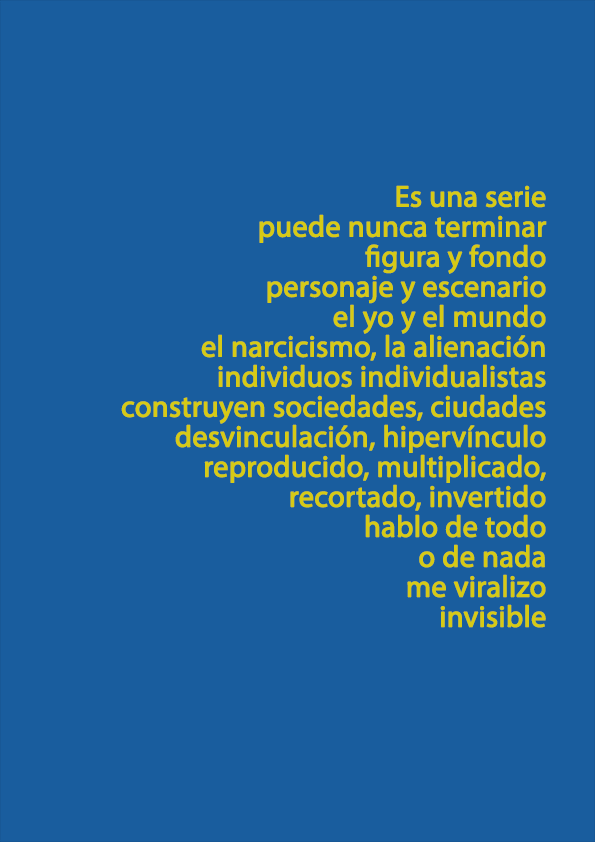 Es una serie
puede nunca terminar
figura y fondo
personaje y escenario
el yo y el mundo
el narcicismo, la alienación
individuos individualistas
construyen sociedades, ciudades
desvinculación, hipervínculo
reproducido, multiplicado,
recortado, invertido
hablo de todo
o de nada
me viralizo
invisible